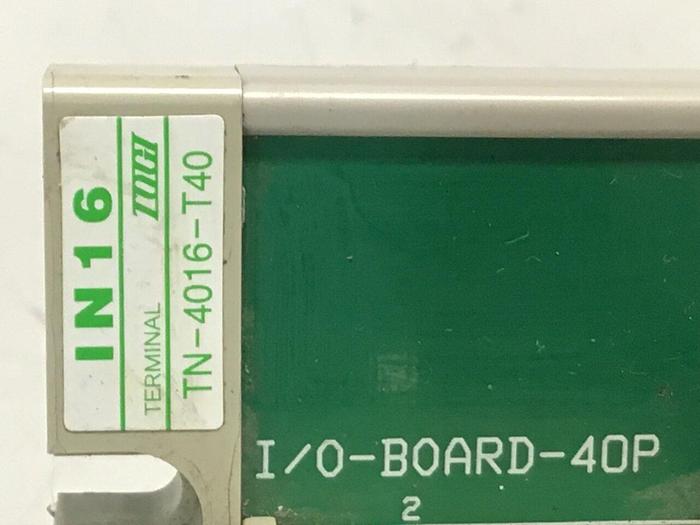 IN16
TOGI
TERMINAL
TN-4016-T40
I/O-BOARD-40P
2